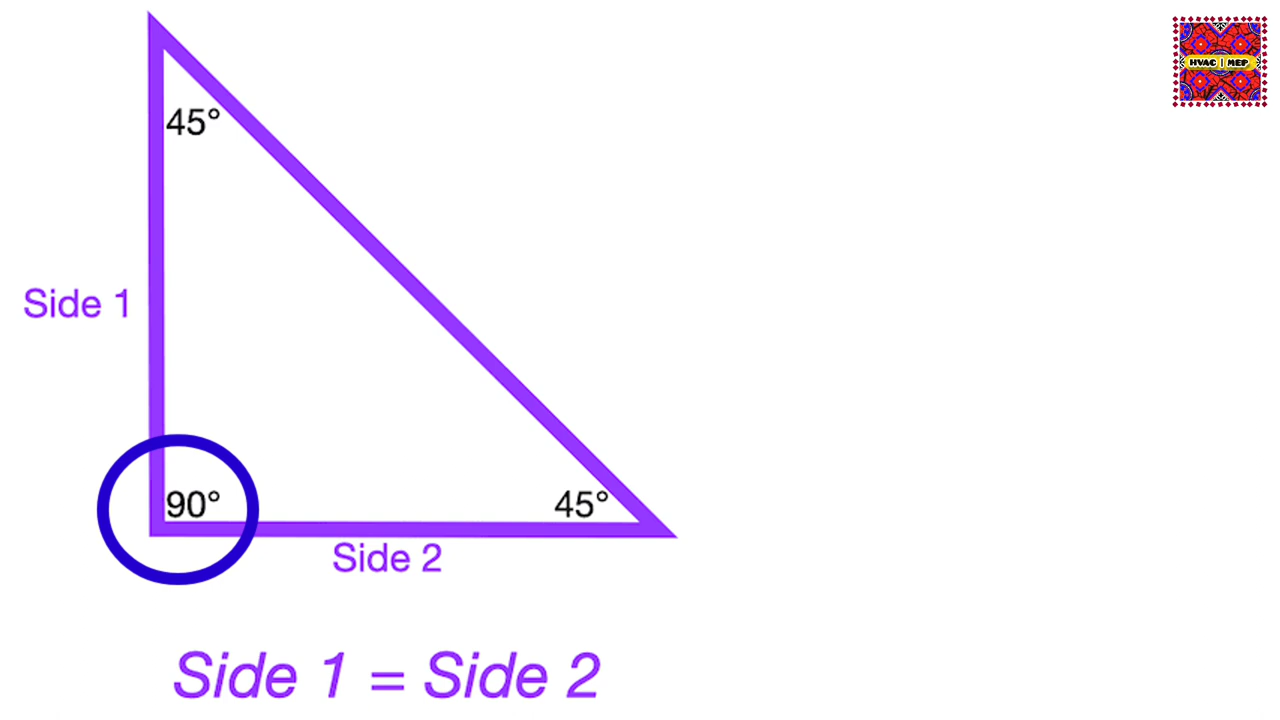 HVAC | MEP
45°
Side 1
90°
45°
Side 2
Side 1 = Side 2